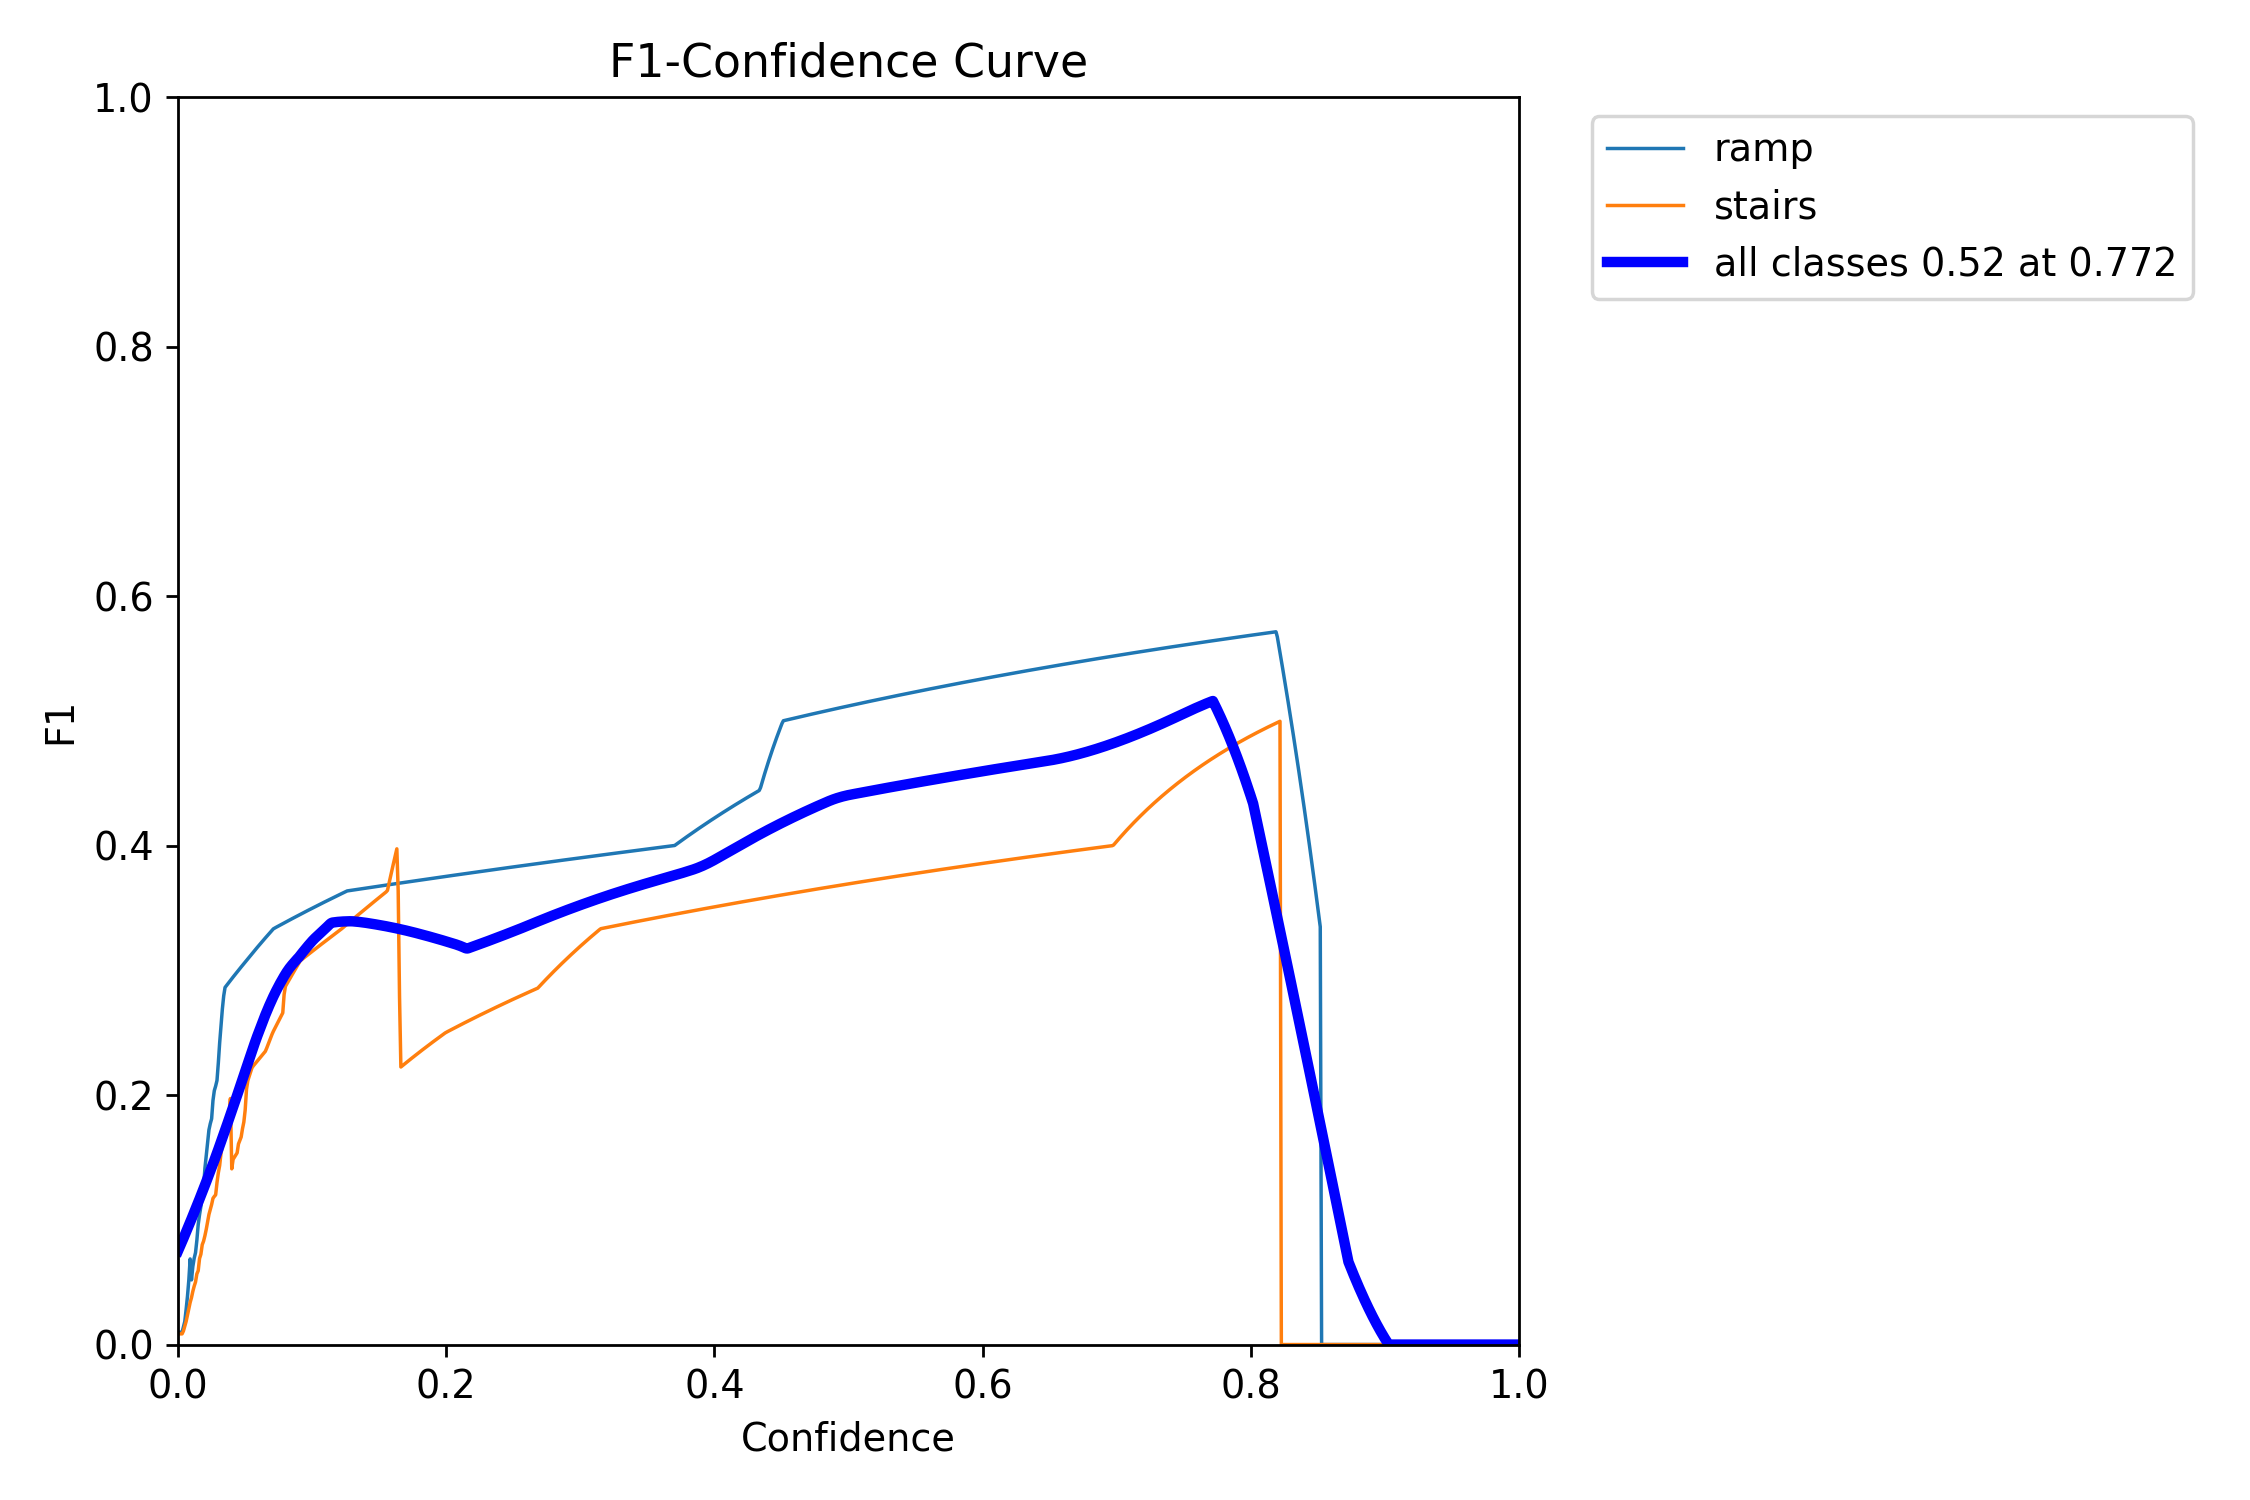 F1-Confidence Curve
1.0
0.8
0.6
0.4
0.2
0.0
F1
0.0 0.2 0.4 0.6 0.8 1.0
Confidence
ramp
stairs
all classes 0.52 at 0.772